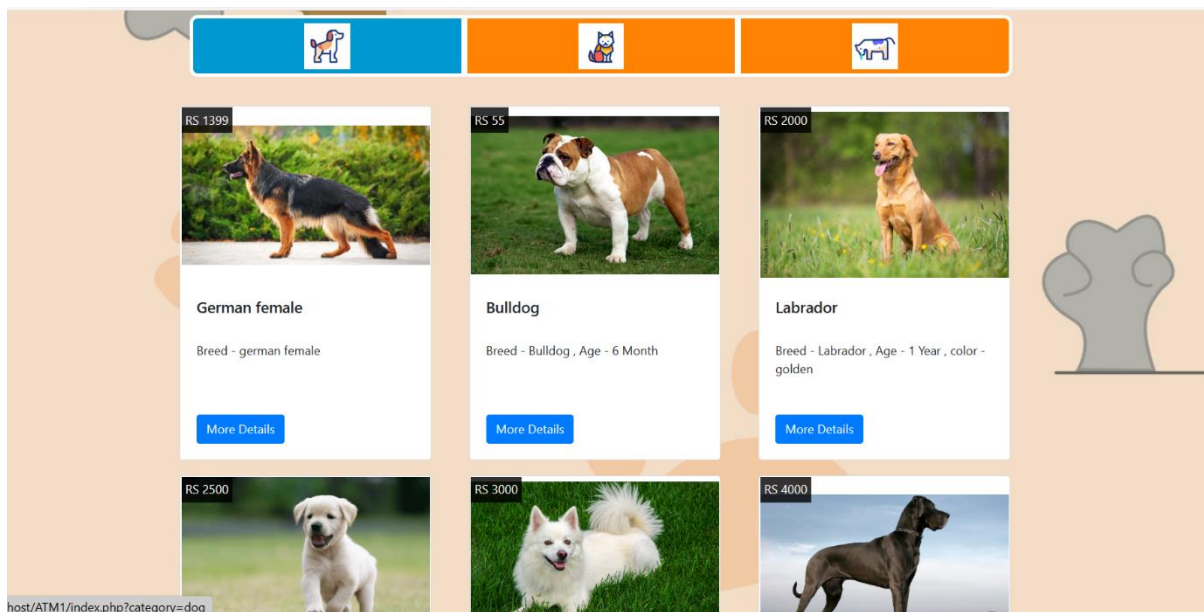 RS 1399
RS 55
RS 2000
German female
Bulldog
Labrador
Breed - german female
Breed - Bulldog , Age - 6 Month
Breed - Labrador , Age - 1 Year , color -
golden
More Details
More Details
More Details
RS 2500
RS 3000
RS 4000
host/ATM1/index.php?category=dog